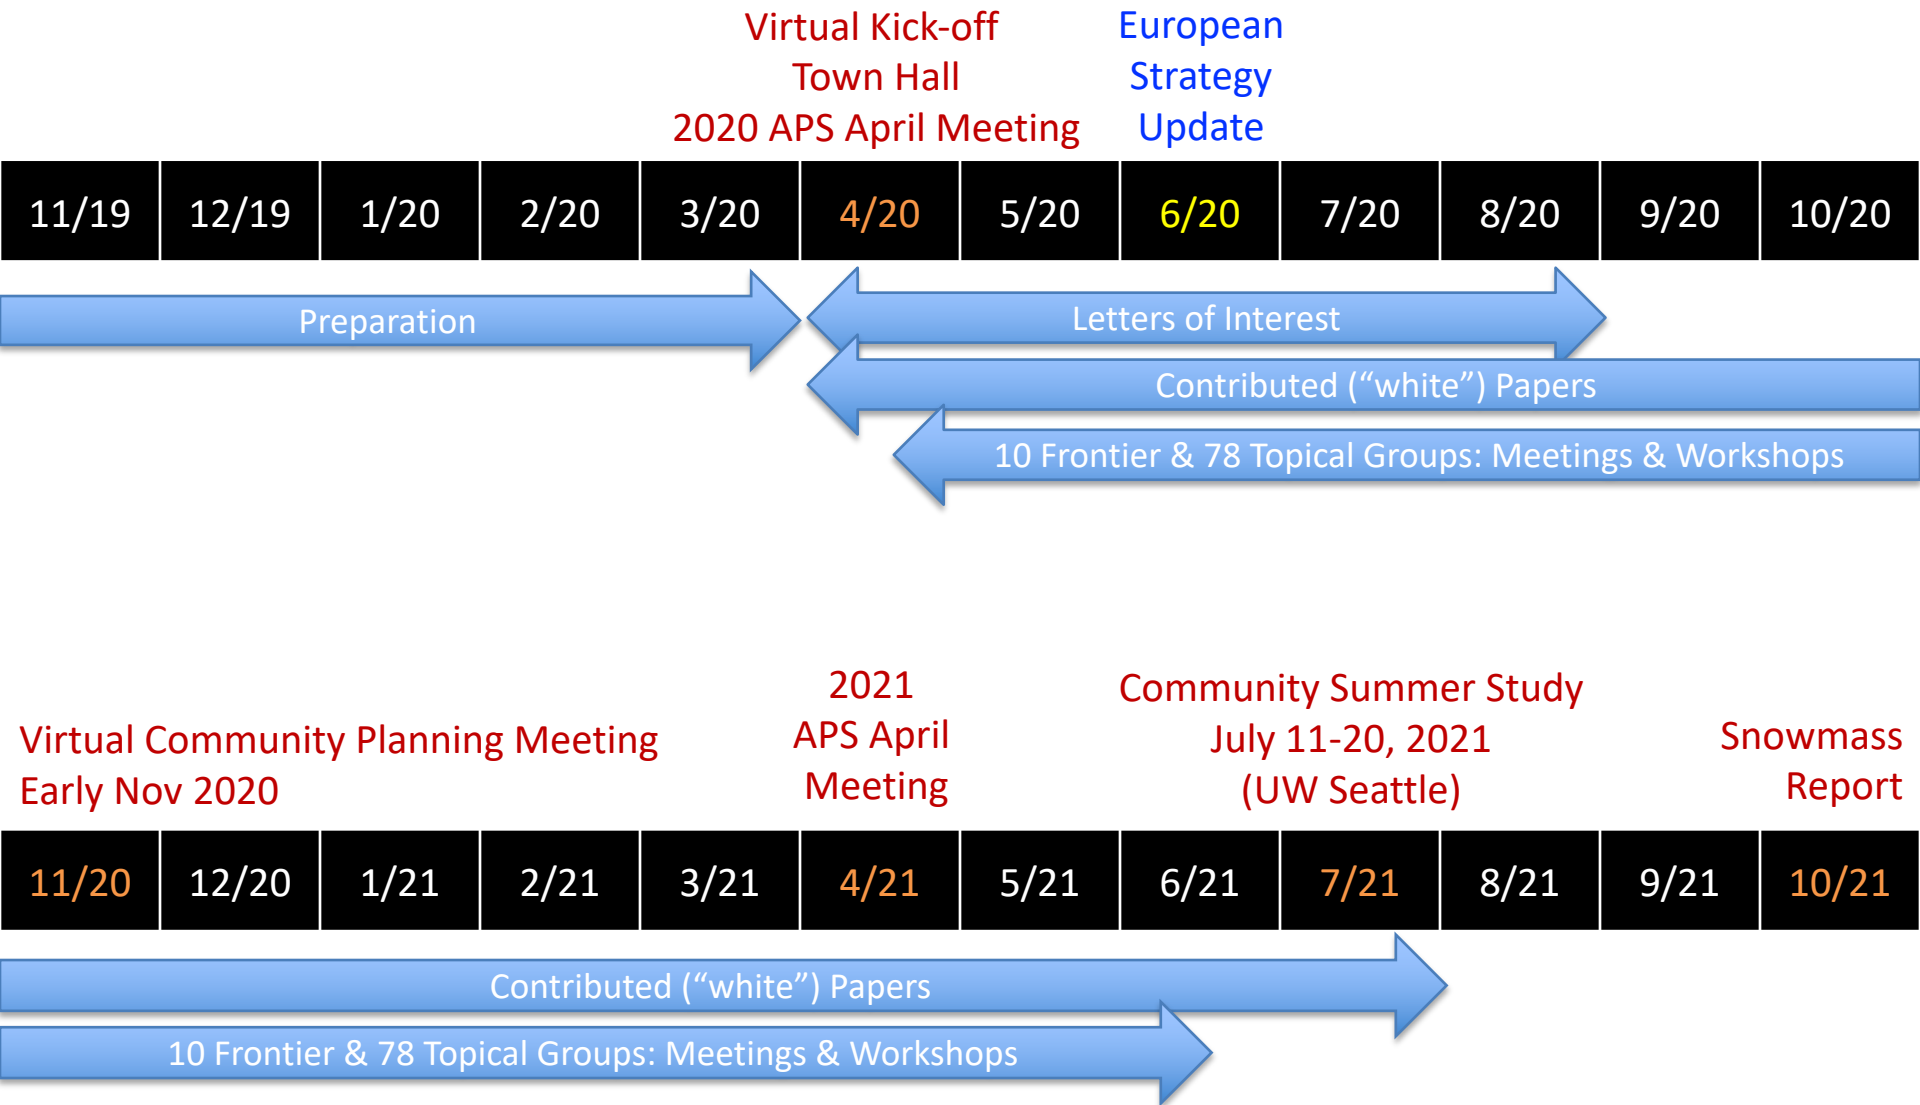 Virtual Kick-off
Town Hall
2020 APS April Meeting
European
Strategy
Update
11/19 12/19 1/20 2/20 3/20 4/20 5/20 6/20 7/20 8/20 9/20 10/20
Preparation
Letters of Interest
Contributed (“white”) Papers
10 Frontier & 78 Topical Groups: Meetings & Workshops
Virtual Community Planning Meeting
Early Nov 2020
2021
APS April
Meeting
Community Summer Study
July 11-20, 2021
(UW Seattle)
Snowmass
Report
11/20 12/20 1/21 2/21 3/21 4/21 5/21 6/21 7/21 8/21 9/21 10/21
Contributed (“white”) Papers
10 Frontier & 78 Topical Groups: Meetings & Workshops